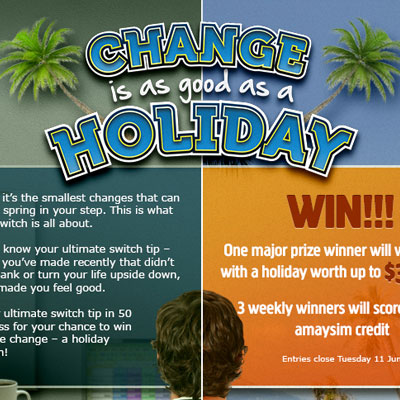 CHANGE
is as good as a
HOLIDAY
it's the smallest changes that can
spring in your step. This is what
witch is all about.
know your ultimate switch tip –
you've made recently that didn't
ank or turn your life upside down,
made you feel good.
ultimate switch tip in 50
ss for your chance to win
e change – a holiday
WIN!!!
One major prize winner will
with a holiday worth up to $
3 weekly winners will score
amaysim credit
Entries close Tuesday 11 Jun